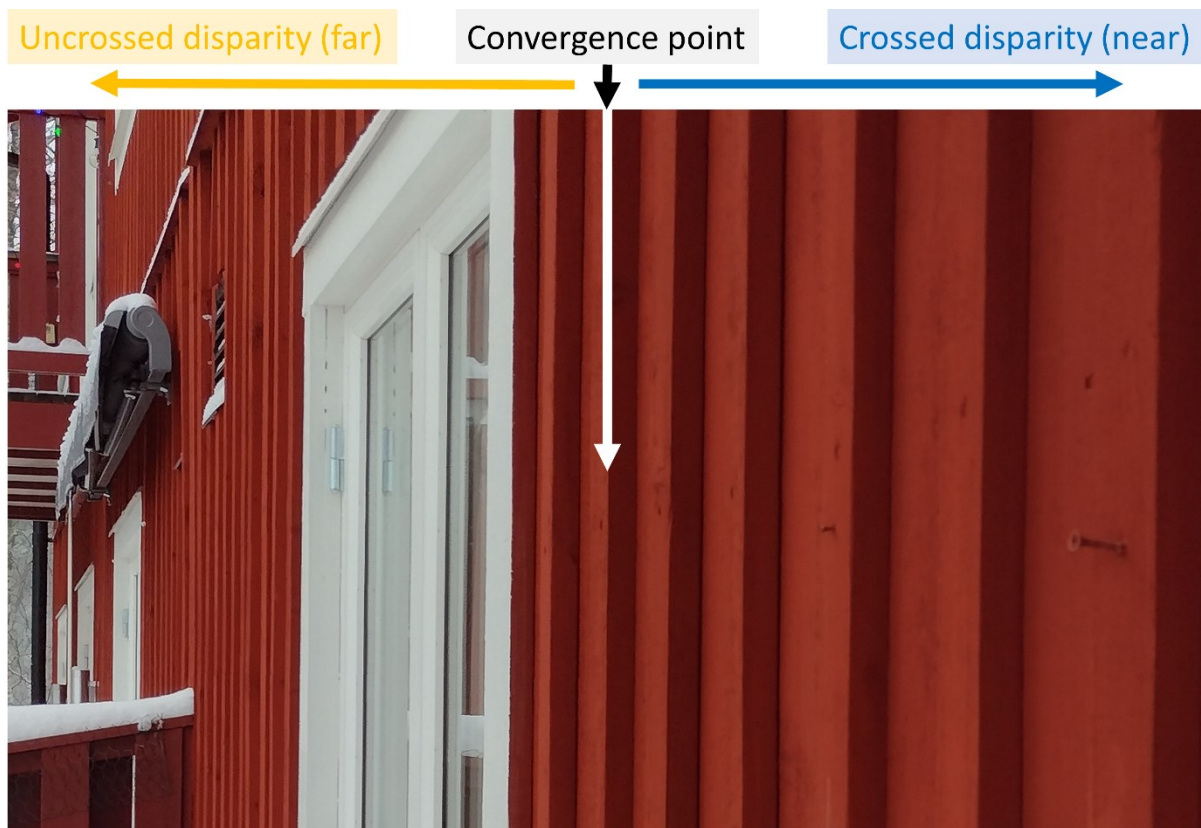 Uncrossed disparity (far)
Convergence point
Crossed disparity (near)